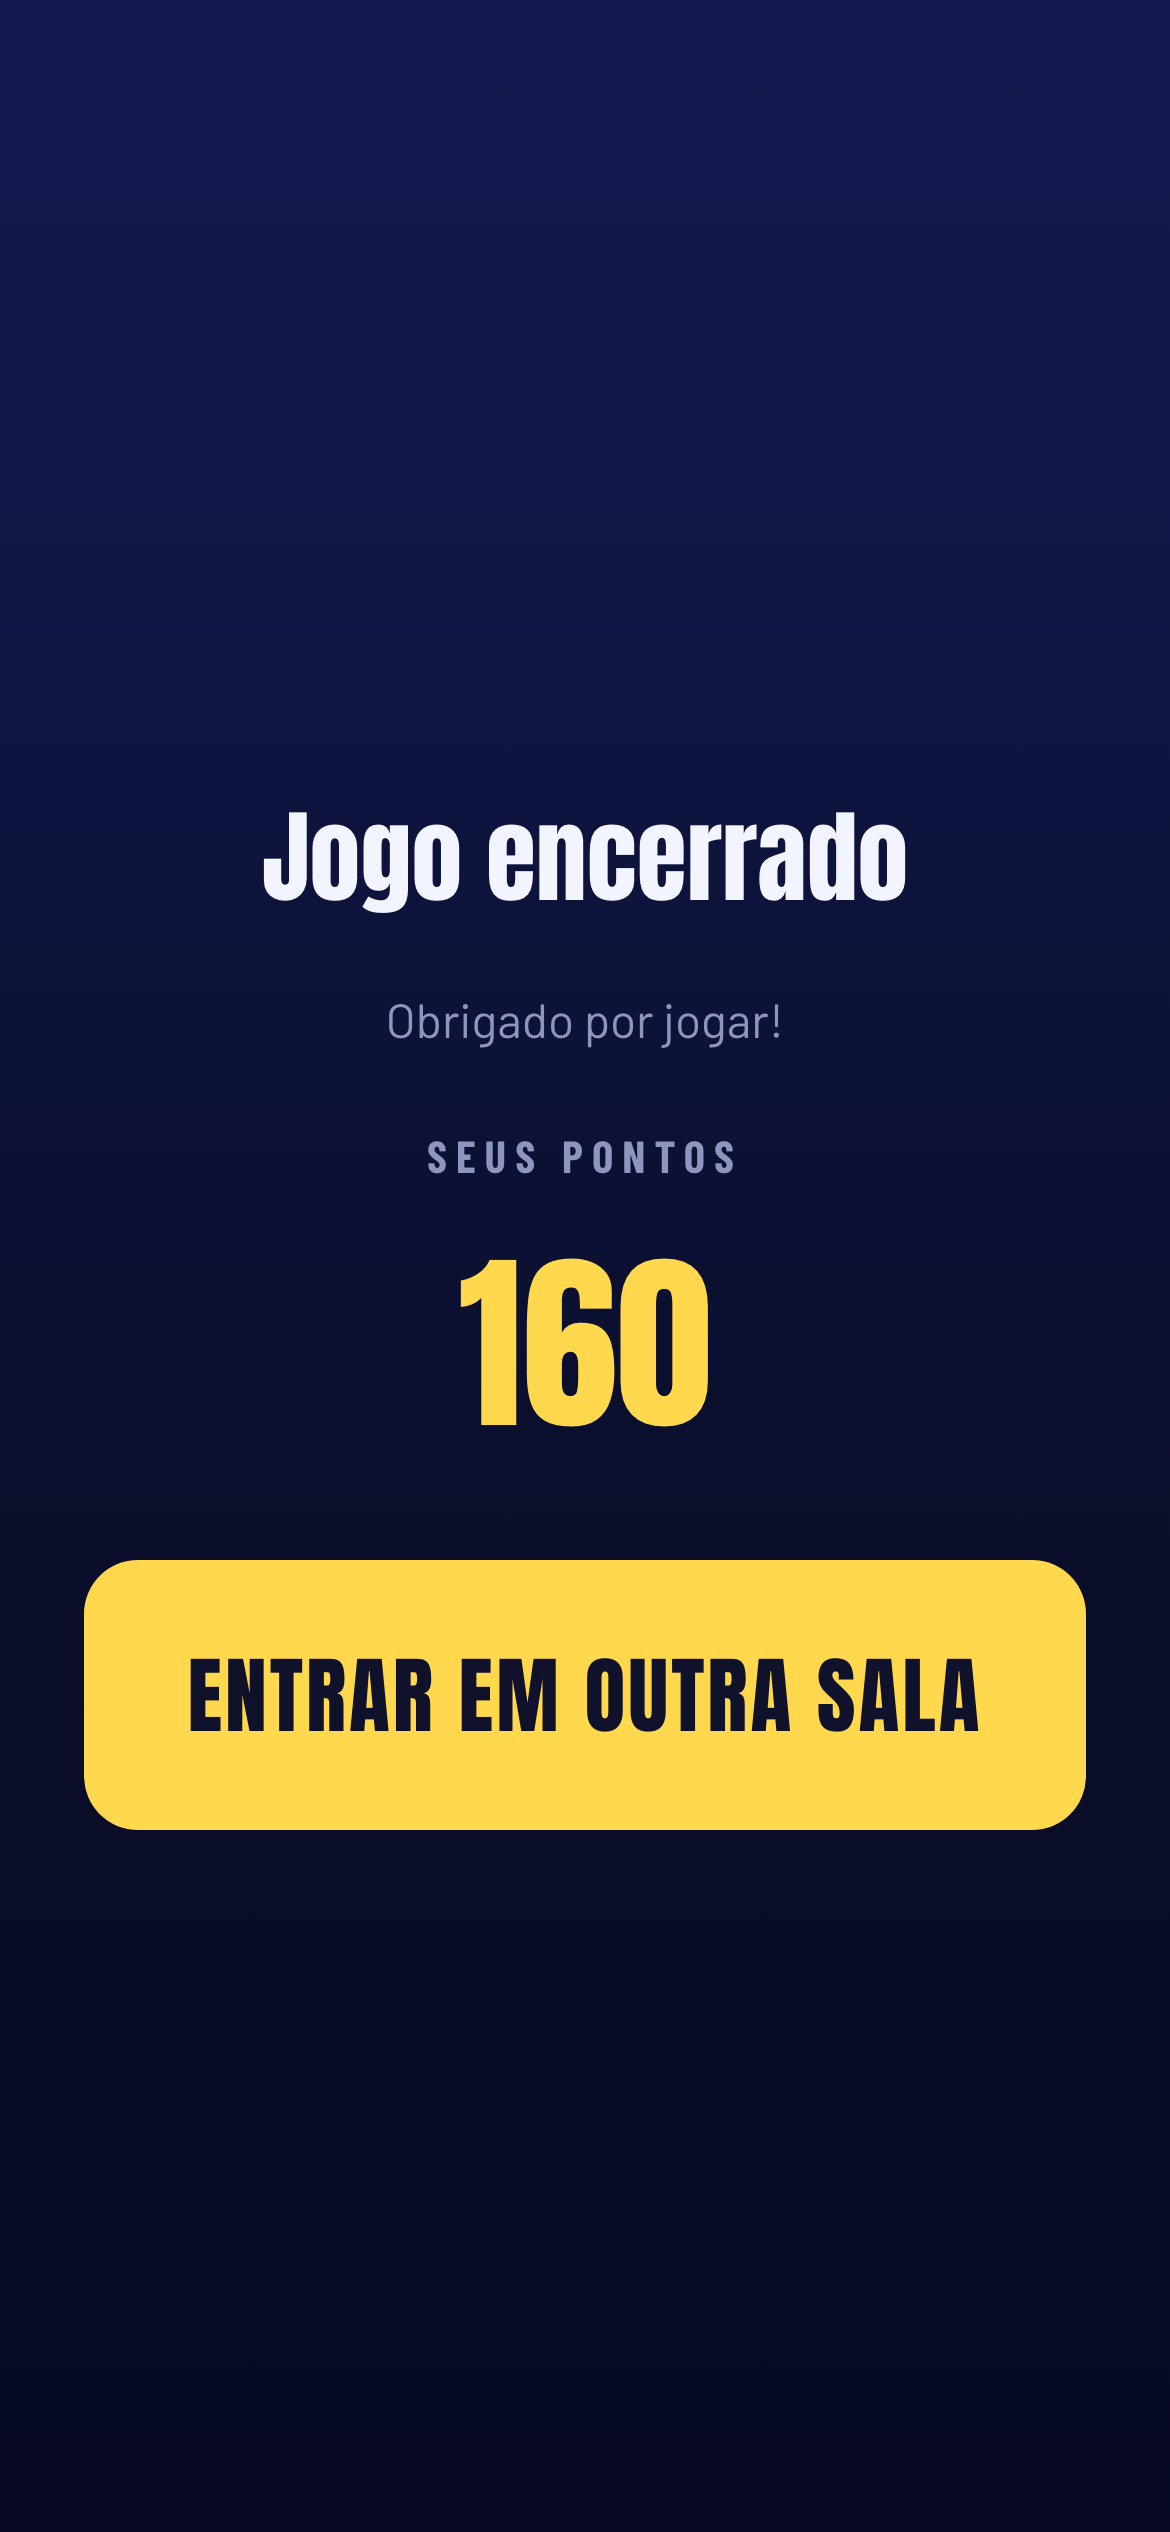 Jogo encerrado
Obrigado por jogar!
SEUS PONTOS
160
ENTRAR EM OUTRA SALA